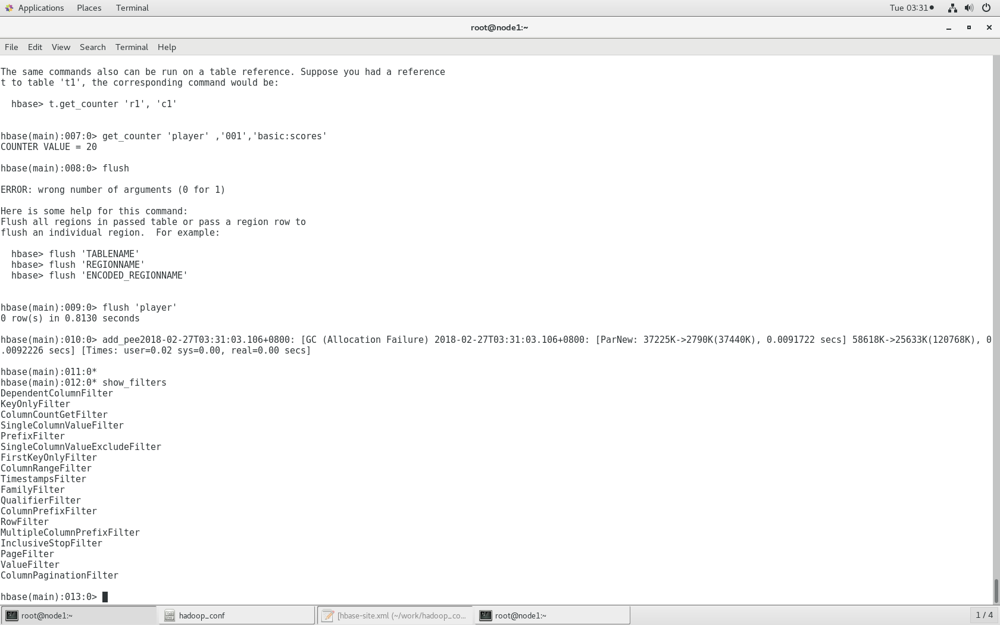 Applications Places Terminal Tue 03:31
root@node1:~
File Edit View Search Terminal Help
The same commands also can be run on a table reference. Suppose you had a reference
t to table 't1', the corresponding command would be:
hbase> t.get_counter 'r1', 'c1'
hbase(main):007:0> get_counter 'player' ,'001','basic:scores'
COUNTER VALUE = 20
hbase(main):008:0> flush
ERROR: wrong number of arguments (0 for 1)
Here is some help for this command:
Flush all regions in passed table or pass a region row to
flush an individual region.  For example:
hbase> flush 'TABLENAME'
hbase> flush 'REGIONNAME'
hbase> flush 'ENCODED_REGIONNAME'
hbase(main):009:0> flush 'player'
0 row(s) in 0.8130 seconds
hbase(main):010:0> add_pee2018-02-27T03:31:03.106+0800: [GC (Allocation Failure) 2018-02-27T03:31:03.106+0800: [ParNew: 37225K->2790K(37440K), 0.0091722 secs] 58618K->25633K(120768K), 0
.0092226 secs] [Times: user=0.02 sys=0.00, real=0.00 secs]
hbase(main):011:0*
hbase(main):012:0* show_filters
DependentColumnFilter
KeyOnlyFilter
ColumnCountGetFilter
SingleColumnValueFilter
PrefixFilter
SingleColumnValueExcludeFilter
FirstKeyOnlyFilter
ColumnRangeFilter
TimestampsFilter
FamilyFilter
QualifierFilter
ColumnPrefixFilter
RowFilter
MultipleColumnPrefixFilter
InclusiveStopFilter
PageFilter
ValueFilter
ColumnPaginationFilter
hbase(main):013:0>
root@node1:~ hadoop_conf [hbase-site.xml (~/work/hadoop_co... root@node1:~ 1 / 4